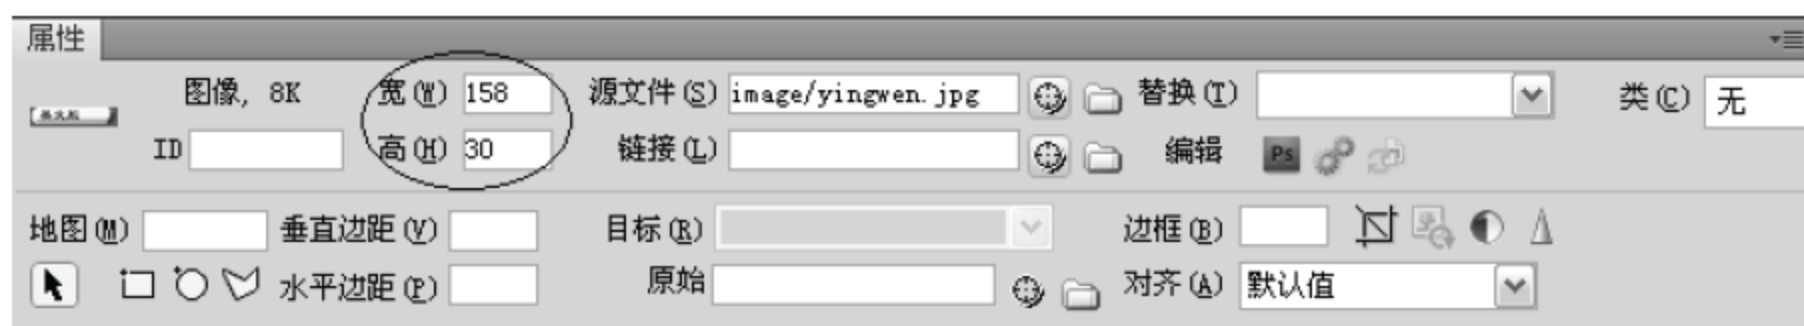 属性
图像, 8K 宽(W) 158 源文件(S) image/yingwen.jpg 替换(T) 类(C) 无
ID 高(H) 30 链接(L) 编辑 Ps
地图(M) 垂直边距(V) 目标(R) 边框(B)
水平边距(P) 原始 对齐(A) 默认值